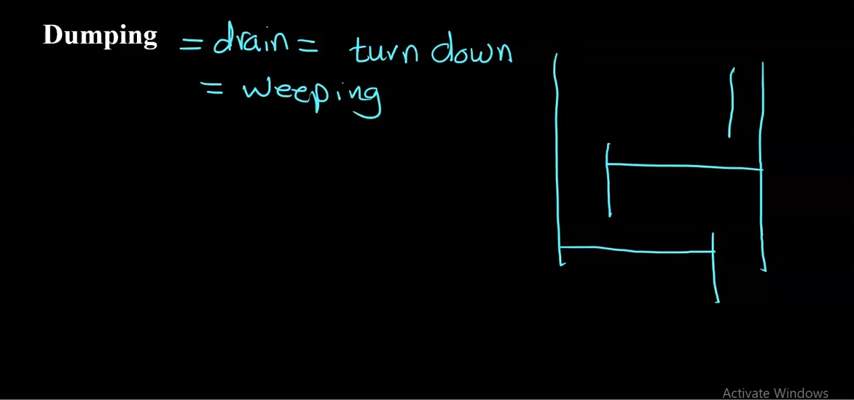 Dumping = drain = turn down
= weeping
Activate Windows